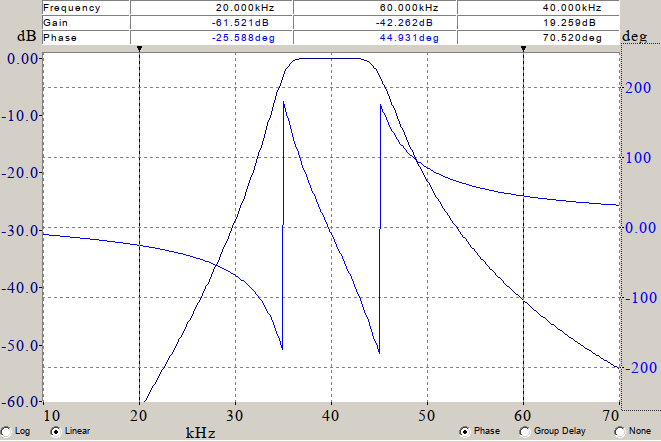 Frequency 20.000kHz 60.000kHz 40.000kHz
Gain -61.521dB -42.262dB 19.259dB
Phase -25.588deg 44.931deg 70.520deg
dB deg
0.00
200
-10.0
100
-20.0
0.00
-30.0
-100
-40.0
-50.0
-200
-60.0
10 20 30 40 50 60 70
Log Linear kHz Phase Group Delay None